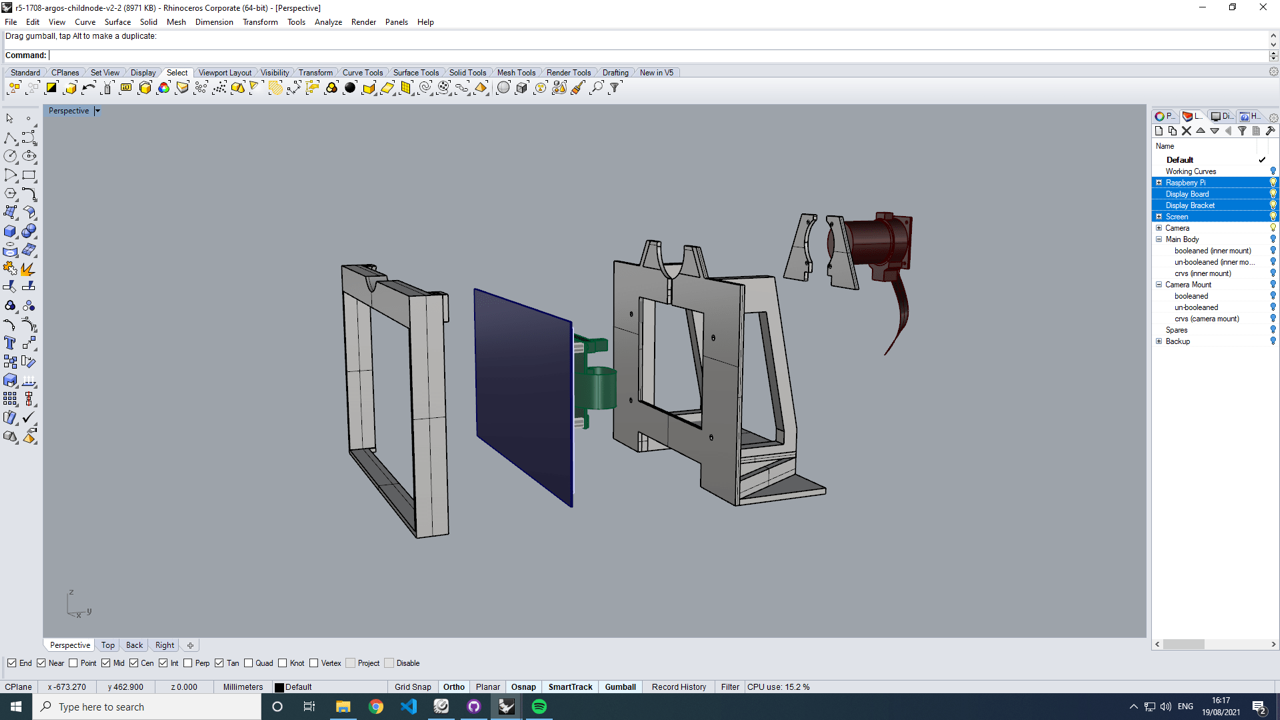 r5-1708-argos-childnode-v2-2 (8971 KB) - Rhinoceros Corporate (64-bit) - [Perspective]
File Edit View Curve Surface Solid Mesh Dimension Transform Tools Analyze Render Panels Help
Drag gumball, tap Alt to make a duplicate:
Command:
Standard CPlanes Set View Display Select Viewport Layout Visibility Transform Curve Tools Surface Tools Solid Tools Mesh Tools Render Tools Drafting New in V5
Perspective
P... L... Di... H...
Name
Default
Working Curves
Raspberry Pi
Display Board
Display Bracket
Screen
Camera
Main Body
booleaned (inner mount)
un-booleaned (inner mo...
crvs (inner mount)
Camera Mount
booleaned
un-booleaned
crvs (camera mount)
Spares
Backup
z
y
x
Perspective Top Back Right
End Near Point Mid Cen Int Perp Tan Quad Knot Vertex Project Disable
CPlane x -673.270 y 462.900 z 0.000 Millimeters Default Grid Snap Ortho Planar Osnap SmartTrack Gumball Record History Filter CPU use: 15.2 %
Type here to search
ENG
16:17
19/08/2021
2